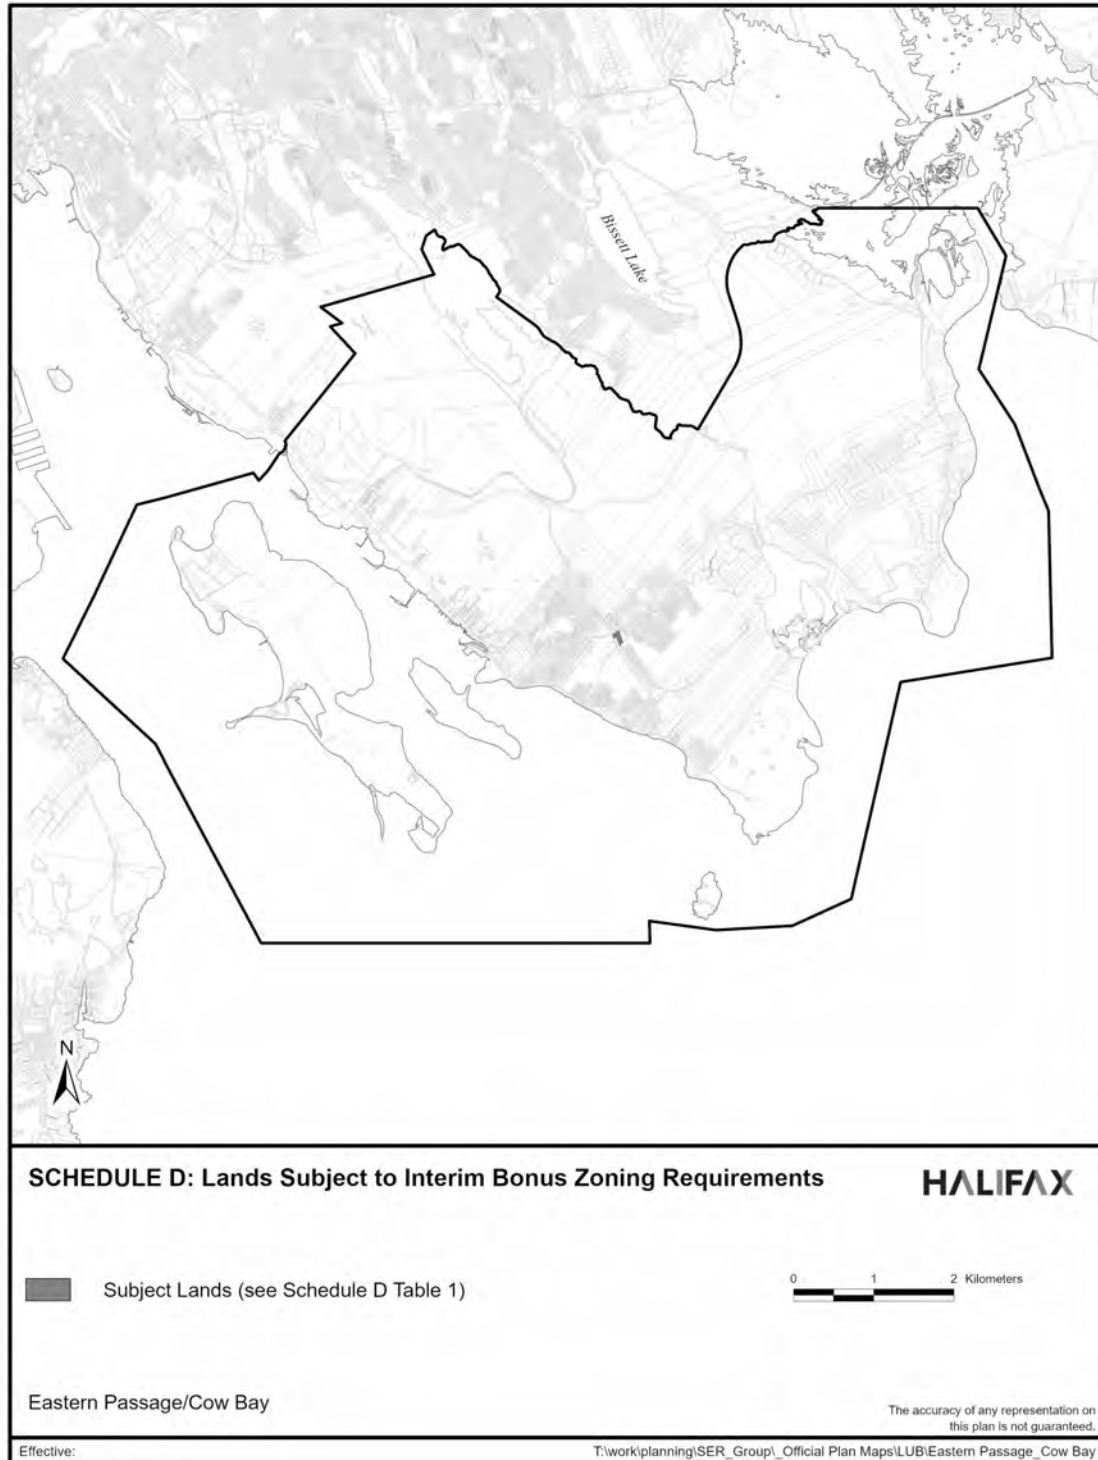 Bissett Lake
N
SCHEDULE D: Lands Subject to Interim Bonus Zoning Requirements
HALIFAX
Subject Lands (see Schedule D Table 1)
0 1 2 Kilometers
Eastern Passage/Cow Bay
The accuracy of any representation on
this plan is not guaranteed.
Effective:
T:\work\planning\SER_Group\_Official Plan Maps\LUB\Eastern Passage_Cow Bay